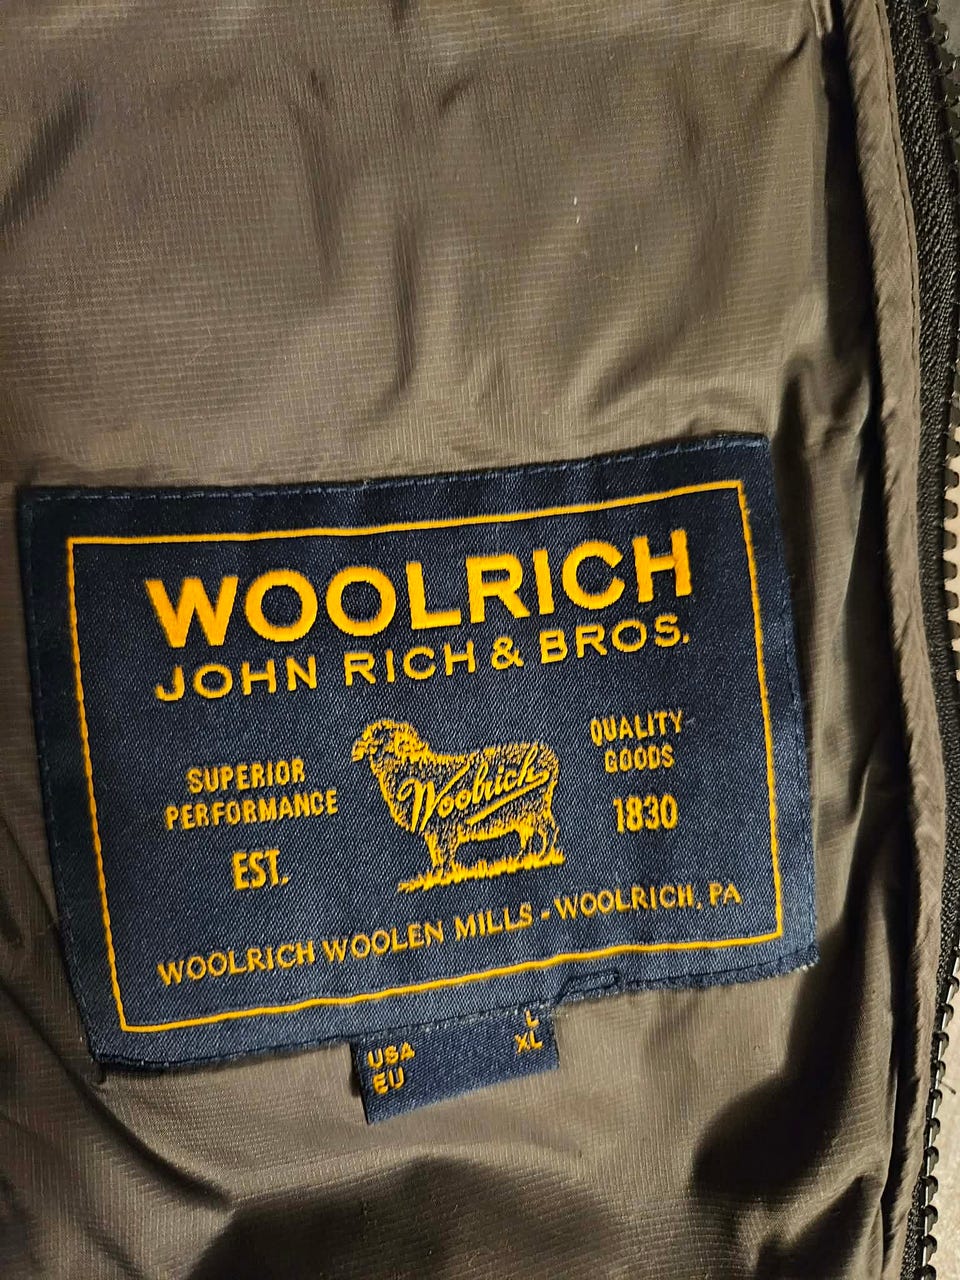 WOOLRICH
JOHN RICH & BROS.
SUPERIOR
PERFORMANCE
EST.
Woolrich
QUALITY
GOODS
1830
WOOLRICH WOOLEN MILLS - WOOLRICH, PA
USA L
EU XL